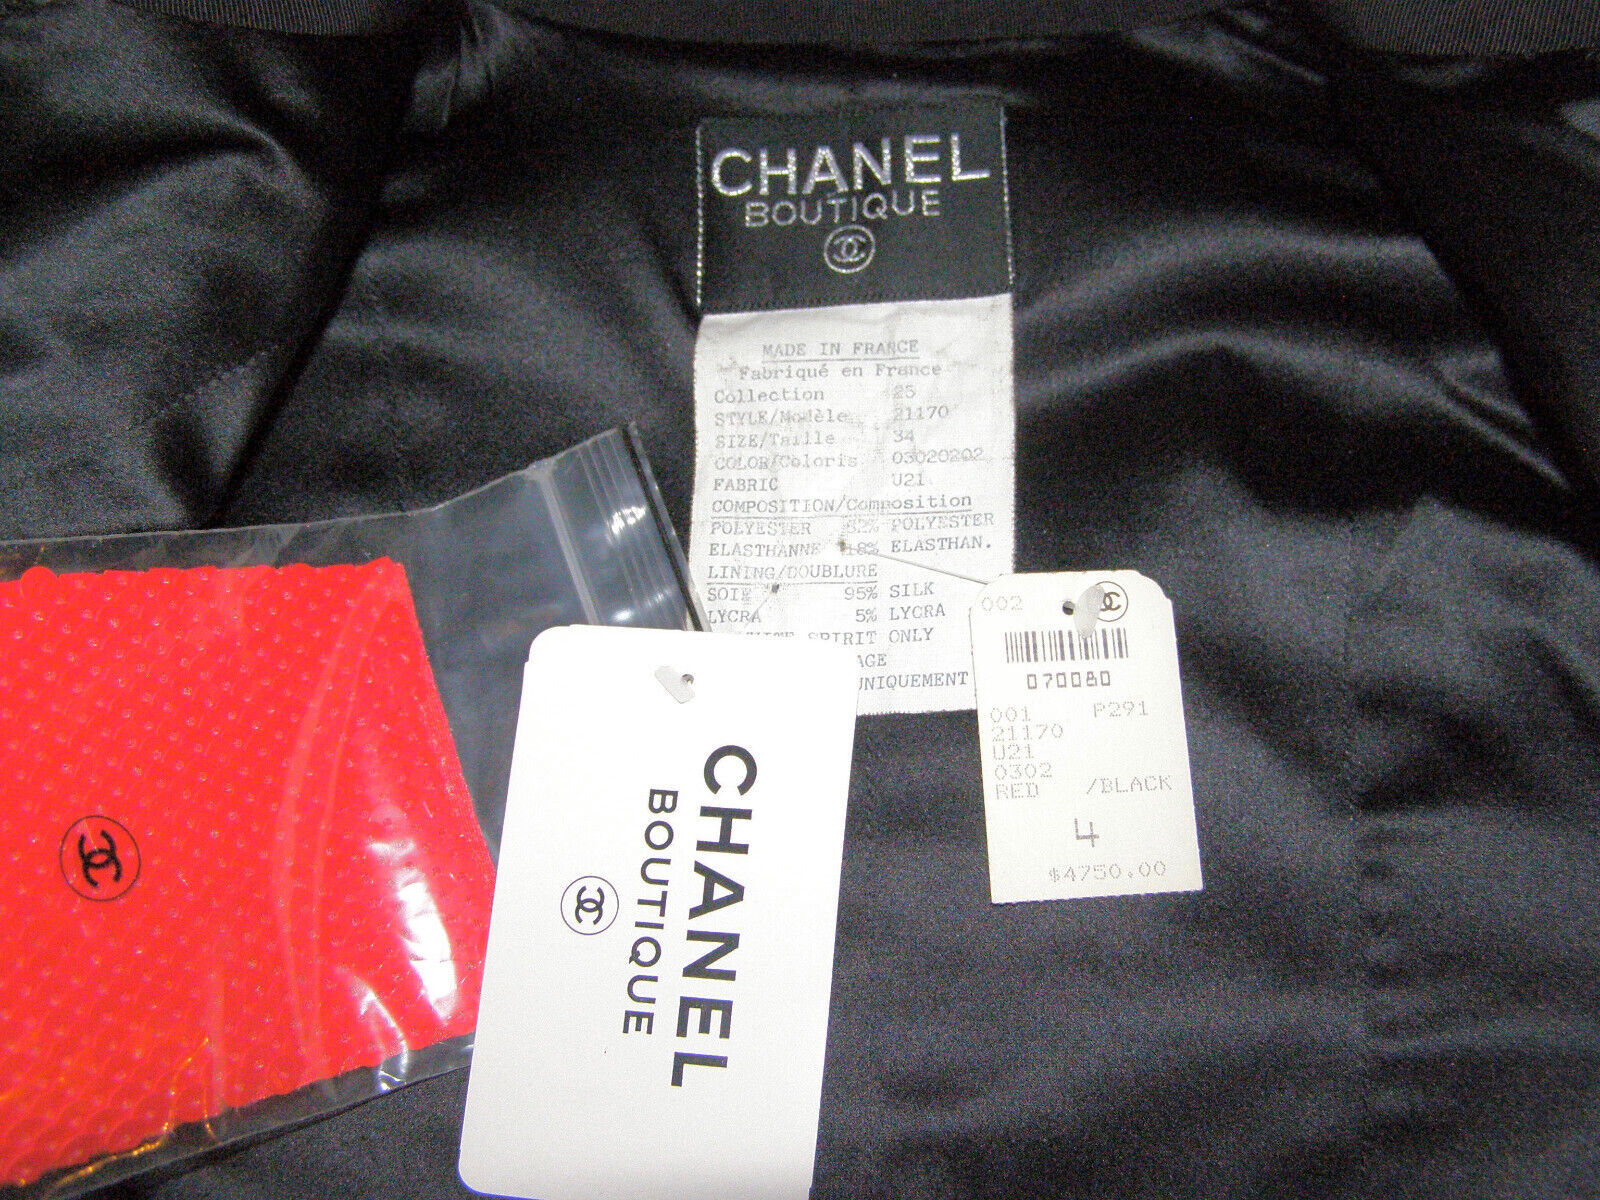 CHANEL
BOUTIQUE
MADE IN FRANCE
Fabriqué en France
Collection 25
STYLE/Modèle 21170
SIZE/Taille 34
COLOR/Coloris 03020202
FABRIC U21
COMPOSITION/Composition
POLYESTER 82% POLYESTER
ELASTHANNE 18% ELASTHAN.
LINING/DOUBLURE
SOIE 95% SILK
LYCRA 5% LYCRA
SPIRIT ONLY
AGE
UNIQUEMENT
002
070080
001 P291
21170
U21
0302
RED /BLACK
4
$4750.00
CHANEL
BOUTIQUE